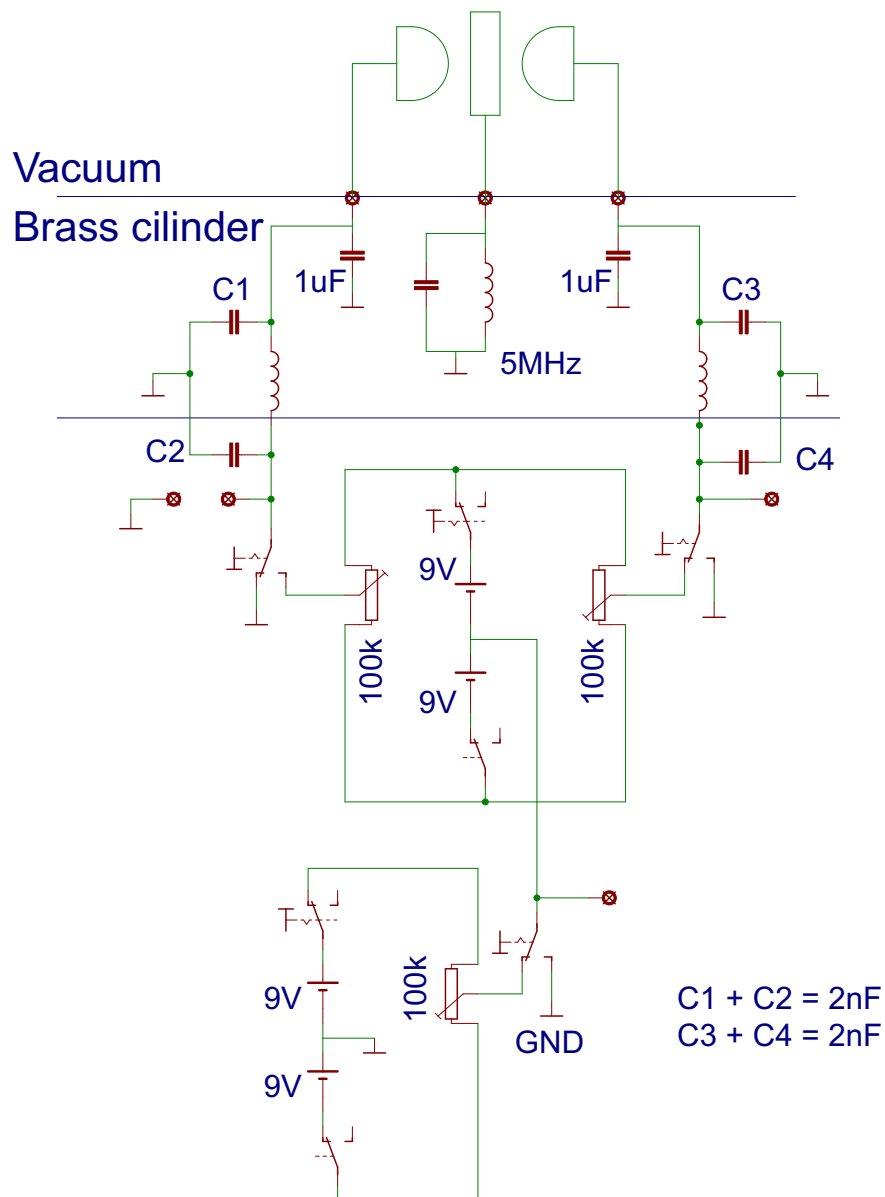 Vacuum
Brass cilinder
1uF
1uF
C1
C3
5MHz
C2
C4
9V
100k
100k
9V
100k
9V
GND
9V
C1 + C2 = 2nF
C3 + C4 = 2nF